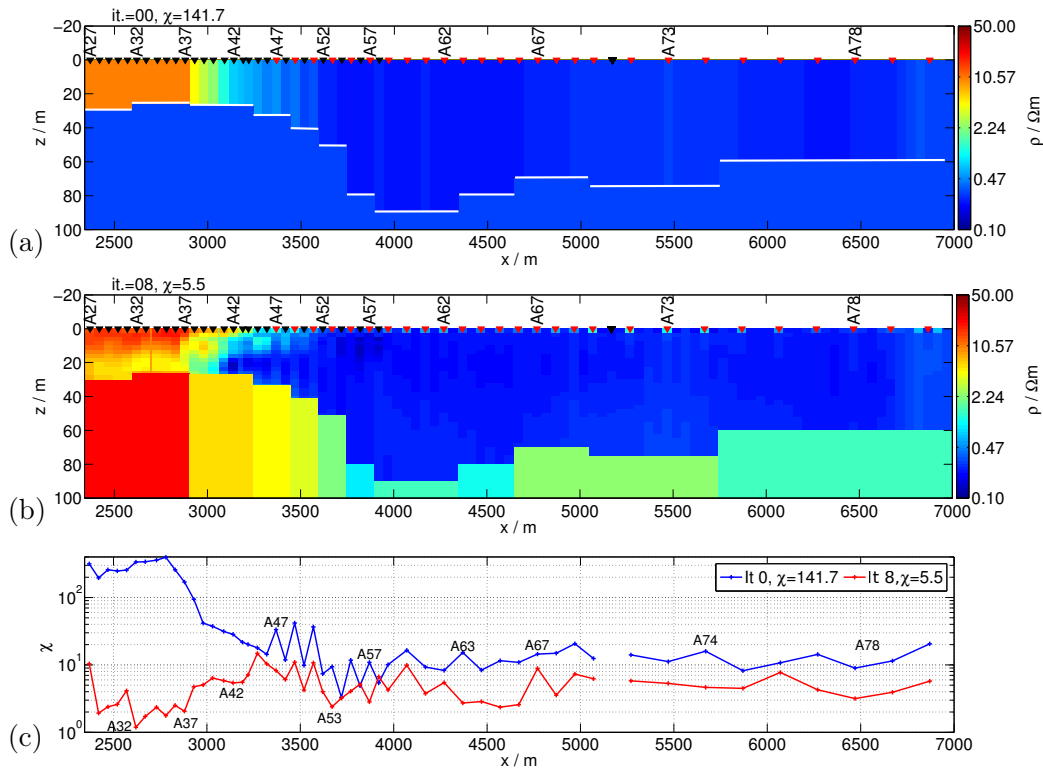 it.=00, χ=141.7
A27 A32 A37 A42 A47 A52 A57 A62 A67 A73 A78
−20
0
20
40
60
80
100
z / m
2500 3000 3500 4000 4500 5000 5500 6000 6500 7000
x / m
50.00
10.57
2.24
0.47
0.10
ρ / Ωm
(a)
it.=08, χ=5.5
A27 A32 A37 A42 A47 A52 A57 A62 A67 A73 A78
−20
0
20
40
60
80
100
z / m
2500 3000 3500 4000 4500 5000 5500 6000 6500 7000
x / m
50.00
10.57
2.24
0.47
0.10
ρ / Ωm
(b)
It 0, χ=141.7
It 8,χ=5.5
10²
10¹
10⁰
χ
A47 A57 A63 A67 A74 A78
A32 A37 A42 A53
2500 3000 3500 4000 4500 5000 5500 6000 6500 7000
x / m
(c)